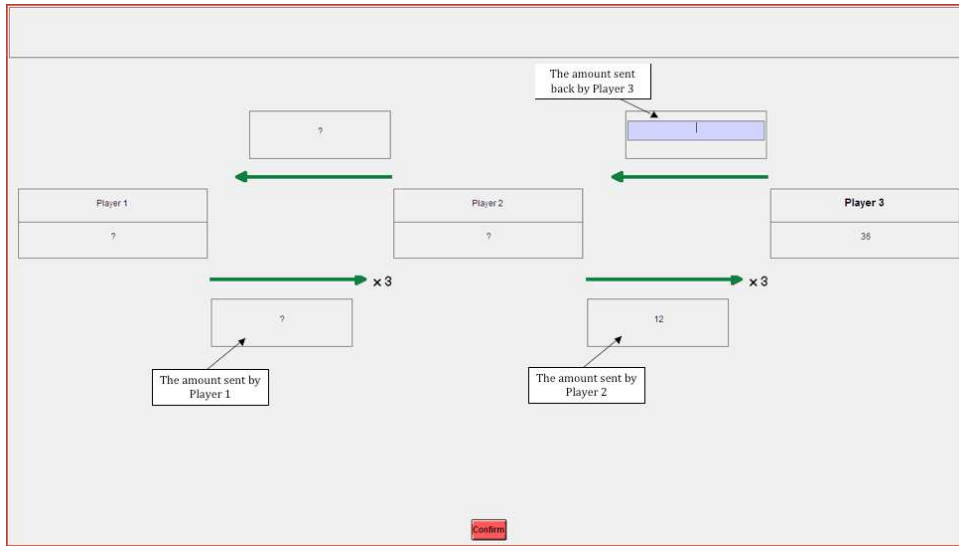 The amount sent
back by Player 3
?
Player 1
?
Player 2
?
Player 3
36
× 3
× 3
?
12
The amount sent by
Player 1
The amount sent by
Player 2
Confirm